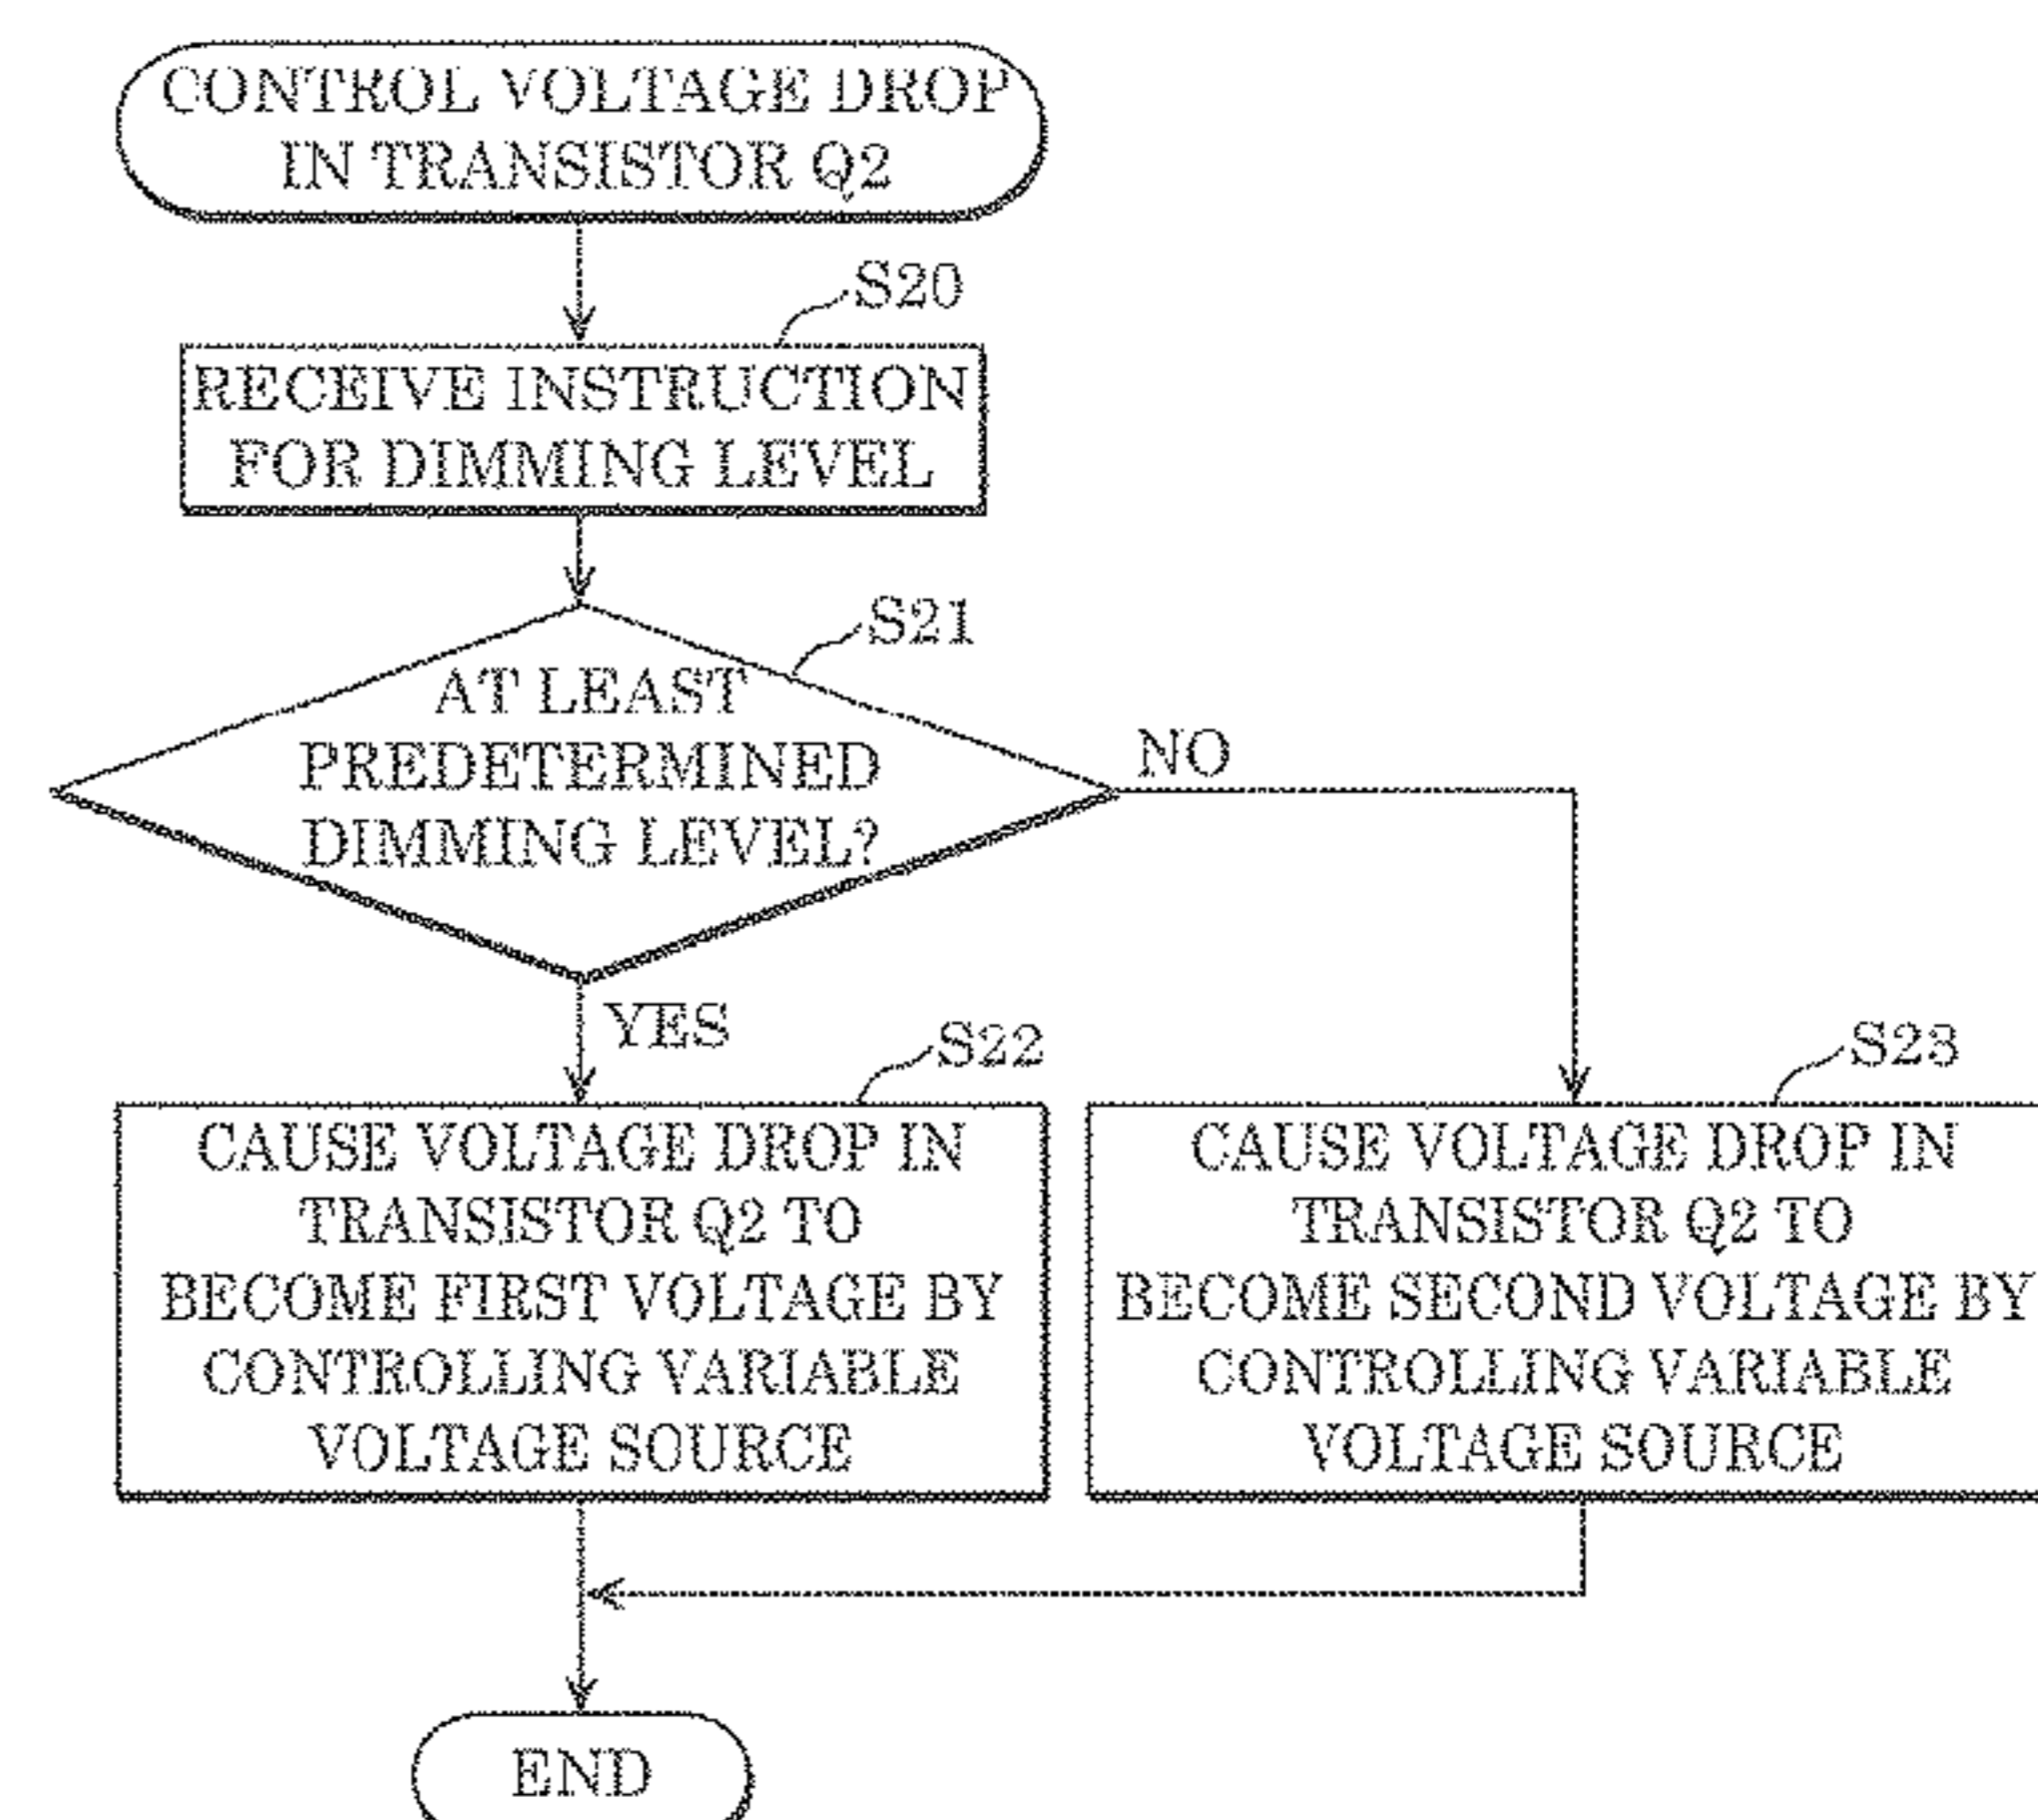 CONTROL VOLTAGE DROP
IN TRANSISTOR Q2
S20
RECEIVE INSTRUCTION
FOR DIMMING LEVEL
S21
AT LEAST
PREDETERMINED
DIMMING LEVEL?
NO
YES
S22
CAUSE VOLTAGE DROP IN
TRANSISTOR Q2 TO
BECOME FIRST VOLTAGE BY
CONTROLLING VARIABLE
VOLTAGE SOURCE
S23
CAUSE VOLTAGE DROP IN
TRANSISTOR Q2 TO
BECOME SECOND VOLTAGE BY
CONTROLLING VARIABLE
VOLTAGE SOURCE
END